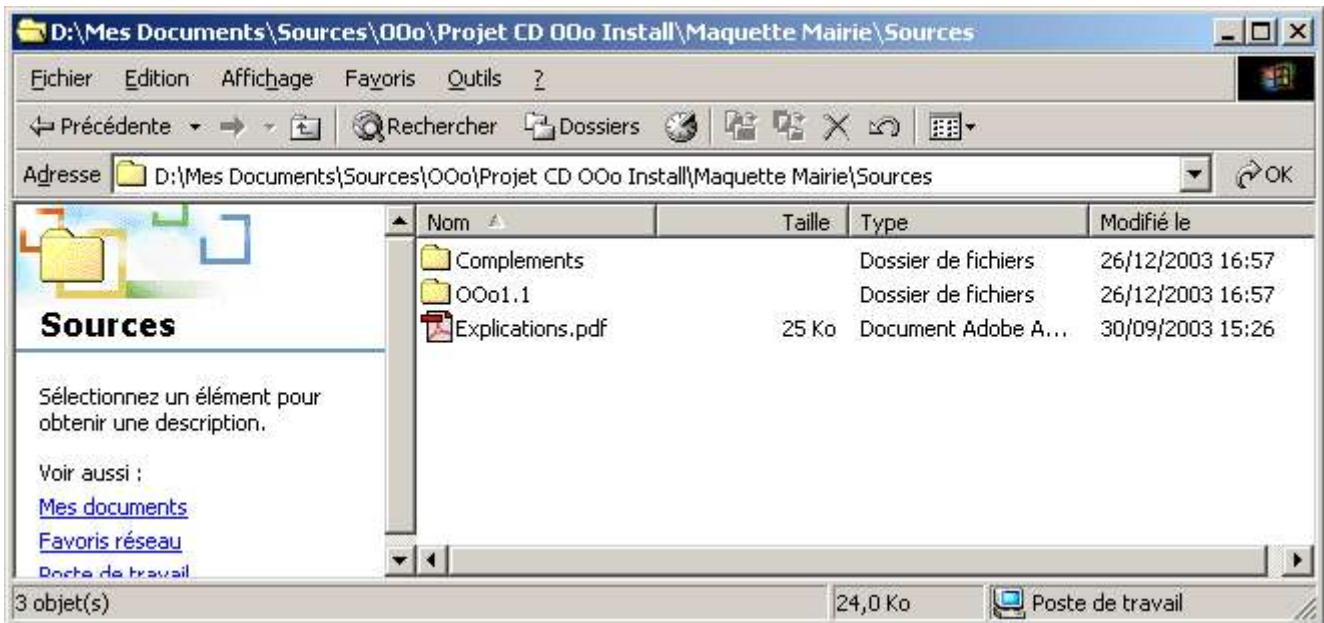 D:\Mes Documents\Sources\OOo\Projet CD OOo Install\Maquette Mairie\Sources
Fichier Edition Affichage Favoris Outils ?
Précédente Rechercher Dossiers
Adresse D:\Mes Documents\Sources\OOo\Projet CD OOo Install\Maquette Mairie\Sources OK
Nom Taille Type Modifié le
Complements Dossier de fichiers 26/12/2003 16:57
OOo1.1 Dossier de fichiers 26/12/2003 16:57
Explications.pdf 25 Ko Document Adobe A... 30/09/2003 15:26
Sources
Sélectionnez un élément pour
obtenir une description.
Voir aussi :
Mes documents
Favoris réseau
Poste de travail
3 objet(s) 24,0 Ko Poste de travail